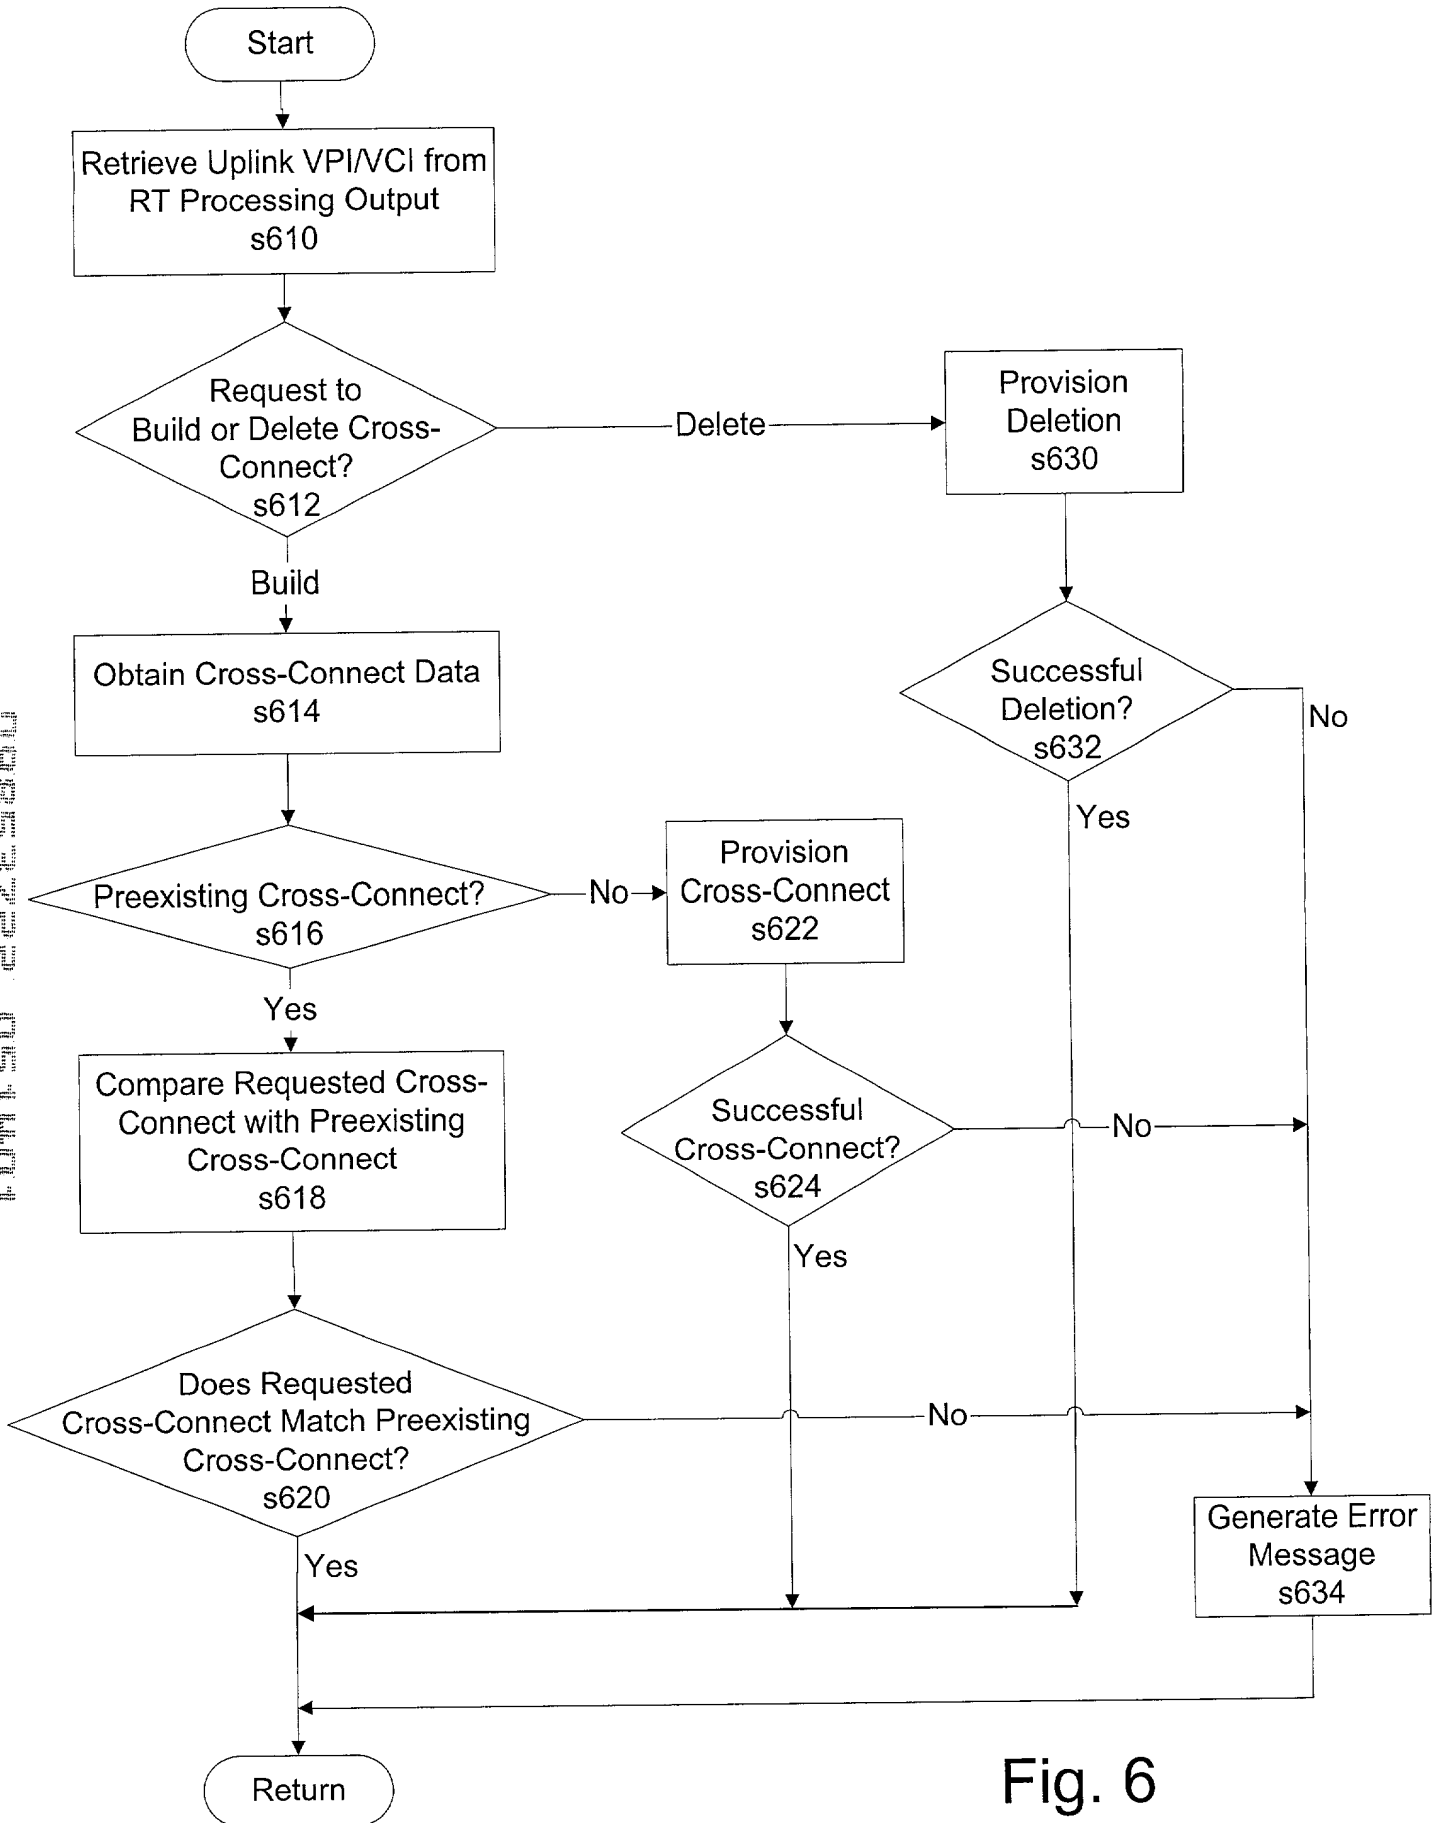 Start
Retrieve Uplink VPI/VCI from
RT Processing Output
s610
Request to
Build or Delete Cross-
Connect?
s612
Delete
Provision
Deletion
s630
Build
Obtain Cross-Connect Data
s614
Successful
Deletion?
s632
No
Yes
Preexisting Cross-Connect?
s616
No
Provision
Cross-Connect
s622
Yes
Compare Requested Cross-
Connect with Preexisting
Cross-Connect
s618
Successful
Cross-Connect?
s624
No
Yes
Does Requested
Cross-Connect Match Preexisting
Cross-Connect?
s620
No
Yes
Generate Error
Message
s634
Return
Fig. 6